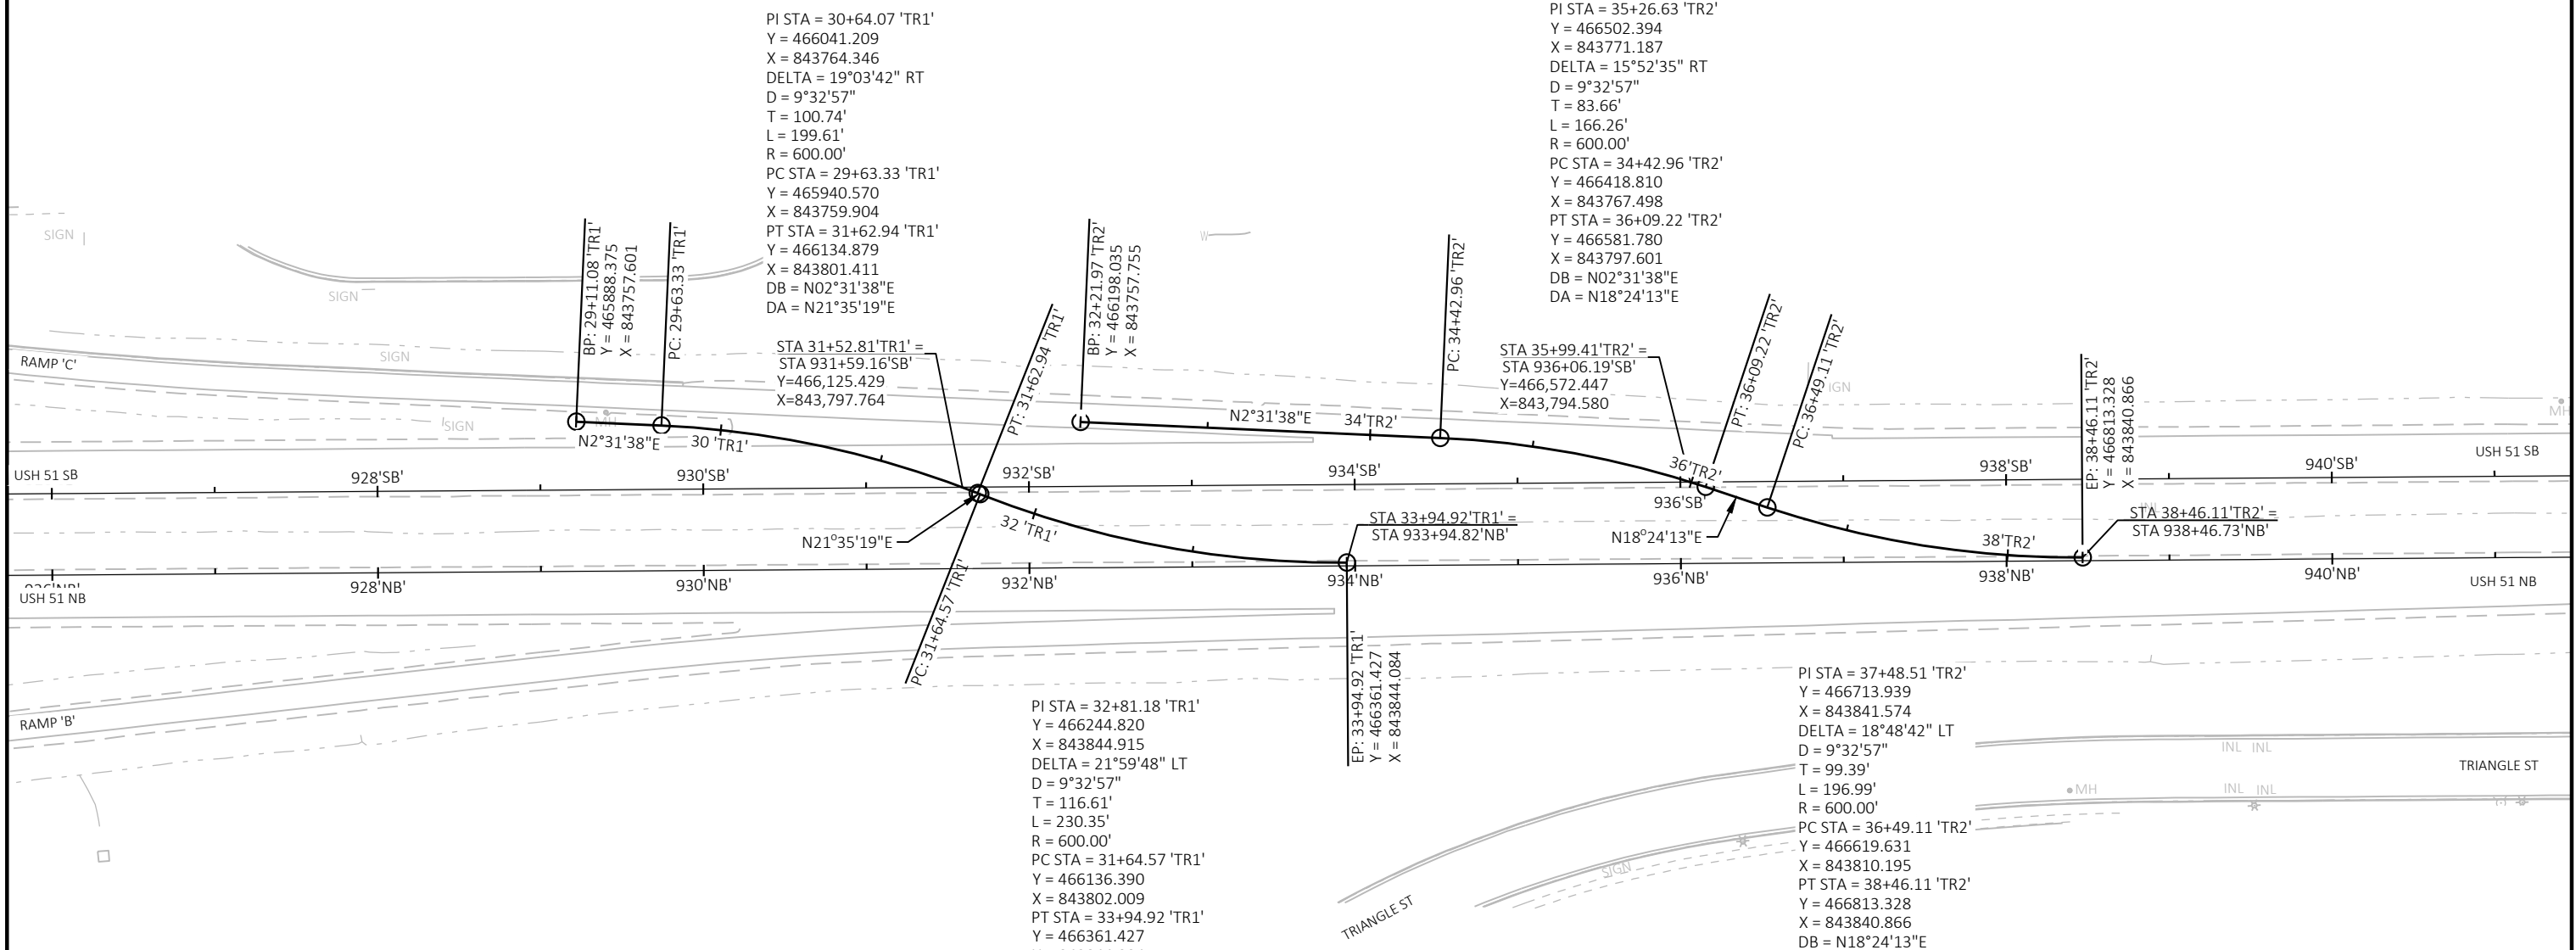 PI STA = 30+64.07 'TR1'
Y = 466041.209
X = 843764.346
DELTA = 19°03'42" RT
D = 9°32'57"
T = 100.74'
L = 199.61'
R = 600.00'
PC STA = 29+63.33 'TR1'
Y = 465940.570
X = 843759.904
PT STA = 31+62.94 'TR1'
Y = 466134.879
X = 843801.411
DB = N02°31'38"E
DA = N21°35'19"E
PI STA = 35+26.63 'TR2'
Y = 466502.394
X = 843771.187
DELTA = 15°52'35" RT
D = 9°32'57"
T = 83.66'
L = 166.26'
R = 600.00'
PC STA = 34+42.96 'TR2'
Y = 466418.810
X = 843767.498
PT STA = 36+09.22 'TR2'
Y = 466581.780
X = 843797.601
DB = N02°31'38"E
DA = N18°24'13"E
SIGN
SIGN
SIGN
SIGN
W
MH
IGN
MH
BP: 29+11.08 'TR1'
Y = 465888.375
X = 843757.601
PC: 29+63.33 'TR1'
PT: 31+62.94 'TR1'
BP: 32+21.97 'TR2'
Y = 466198.035
X = 843757.755
PC: 34+42.96 'TR2'
PT: 36+09.22 'TR2'
PC: 36+49.11 'TR2'
EP: 38+46.11 'TR2'
Y = 466813.328
X = 843840.866
STA 31+52.81'TR1' =
STA 931+59.16'SB'
Y=466,125.429
X=843,797.764
STA 35+99.41'TR2' =
STA 936+06.19'SB'
Y=466,572.447
X=843,794.580
RAMP 'C'
N2°31'38"E
30 'TR1'
N2°31'38"E
34'TR2'
USH 51 SB
928'SB'
930'SB'
932'SB'
934'SB'
36'TR2'
936'SB'
938'SB'
940'SB'
USH 51 SB
N21°35'19"E
32 'TR1'
STA 33+94.92'TR1' =
STA 933+94.82'NB'
N18°24'13"E
38'TR2'
INL
STA 38+46.11'TR2' =
STA 938+46.73'NB'
926'NB'
USH 51 NB
928'NB'
930'NB'
932'NB'
934'NB'
936'NB'
938'NB'
940'NB'
USH 51 NB
PC: 31+64.57 'TR1'
EP: 33+94.92 'TR1'
Y = 466361.427
X = 843844.084
RAMP 'B'
PI STA = 32+81.18 'TR1'
Y = 466244.820
X = 843844.915
DELTA = 21°59'48" LT
D = 9°32'57"
T = 116.61'
L = 230.35'
R = 600.00'
PC STA = 31+64.57 'TR1'
Y = 466136.390
X = 843802.009
PT STA = 33+94.92 'TR1'
Y = 466361.427
PI STA = 37+48.51 'TR2'
Y = 466713.939
X = 843841.574
DELTA = 18°48'42" LT
D = 9°32'57"
T = 99.39'
L = 196.99'
R = 600.00'
PC STA = 36+49.11 'TR2'
Y = 466619.631
X = 843810.195
PT STA = 38+46.11 'TR2'
Y = 466813.328
X = 843840.866
DB = N18°24'13"E
INL INL
TRIANGLE ST
MH
INL INL
SIGN
TRIANGLE ST